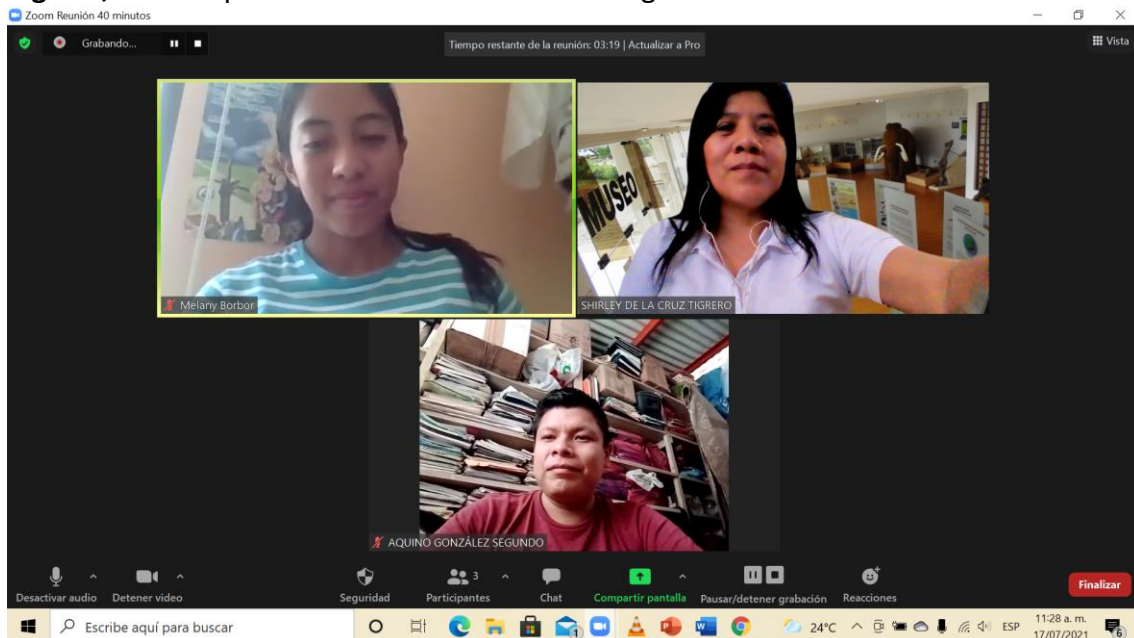 Zoom Reunión 40 minutos
Grabando...
Tiempo restante de la reunión: 03:19 | Actualizar a Pro
Vista
MUSEO
Melany Borbor
SHIRLEY DE LA CRUZ TIGRERO
AQUINO GONZÁLEZ SEGUNDO
3
Desactivar audio
Detener video
Seguridad
Participantes
Chat
Compartir pantalla
Pausar/detener grabación
Reacciones
Finalizar
Escribe aquí para buscar
1
24°C
ESP
11:28 a. m.
17/07/2021
6